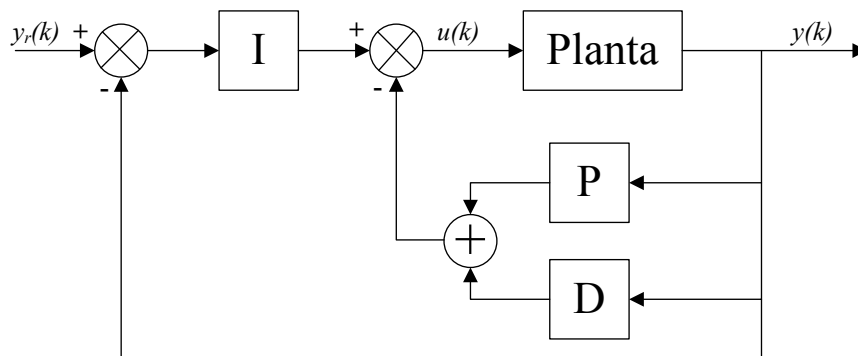 yr(k) + I + u(k) Planta y(k)
- -
P
+
D